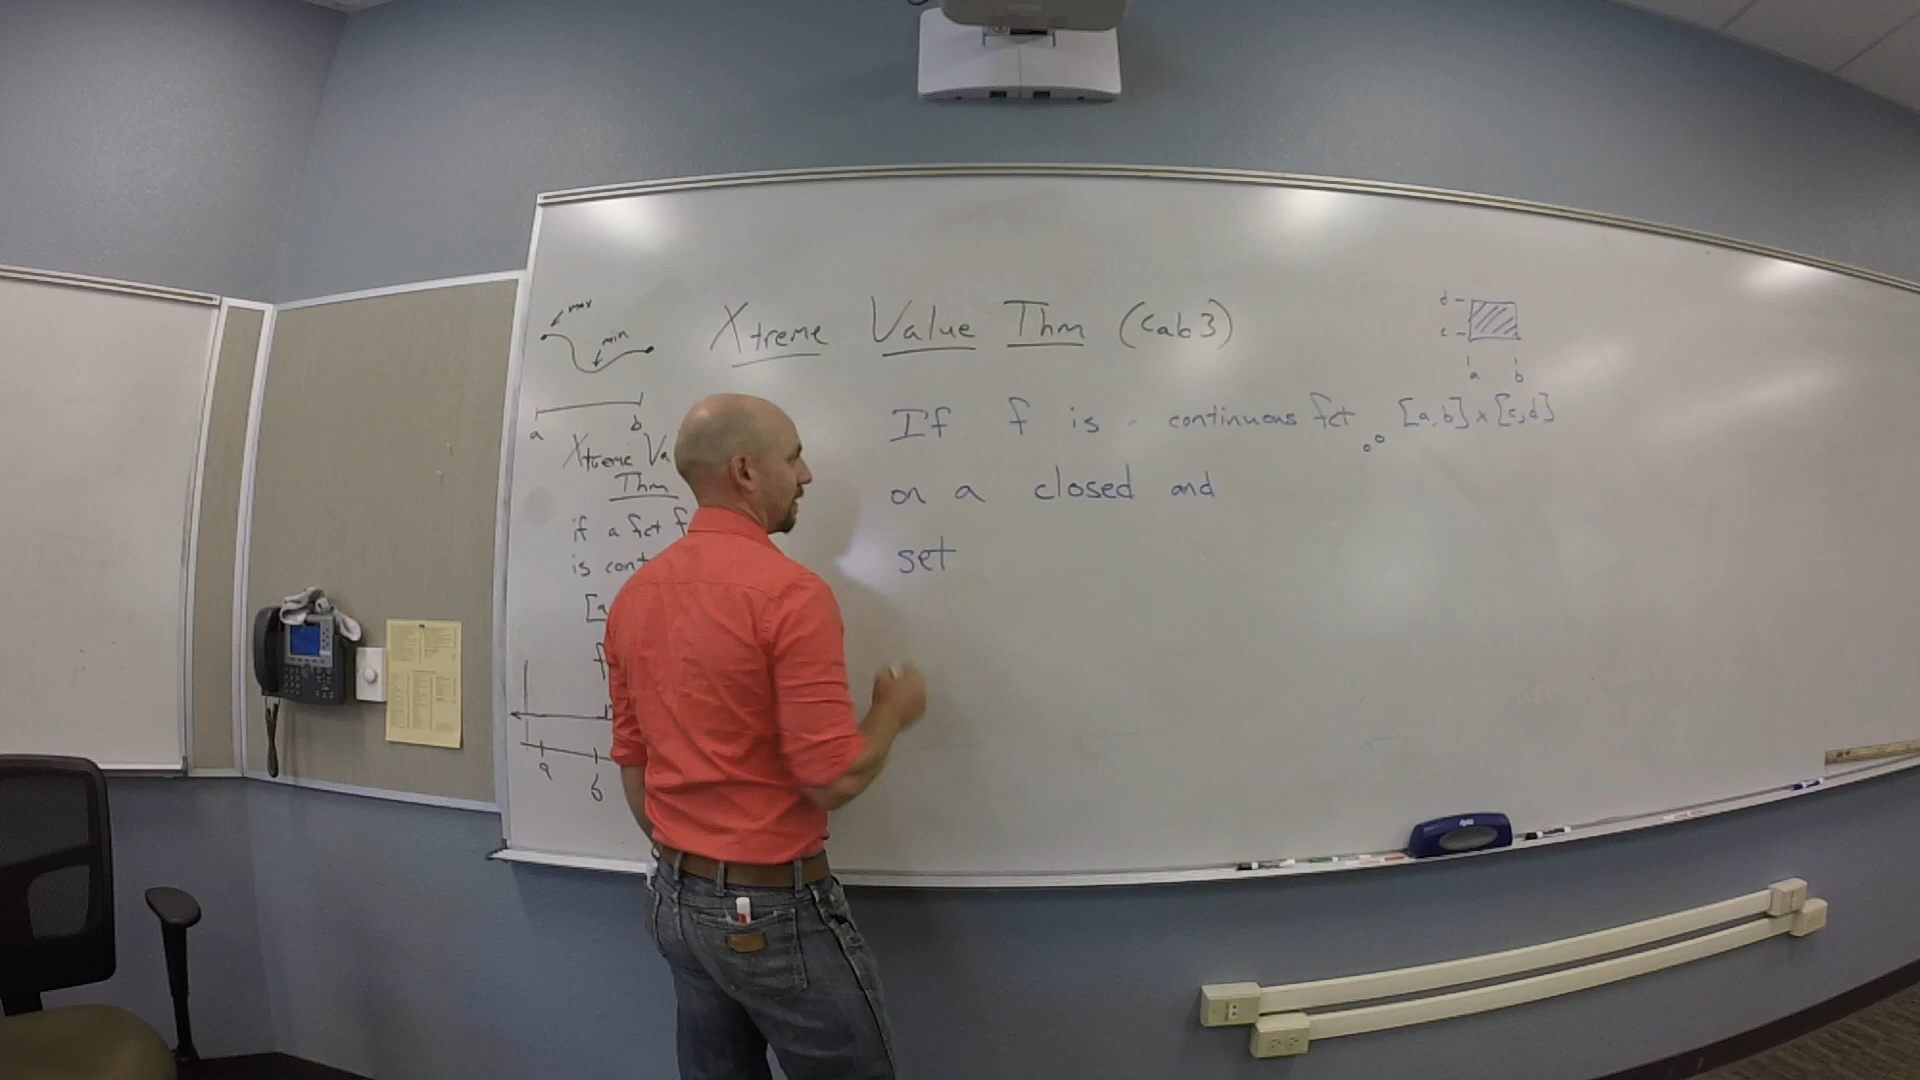 max
min
a b
Xtreme Va
Thm
if a fct f
is cont
[a
f
a
b
Xtreme Value Thm (Calc 3)
d
c
a b
If f is continuous fct [a,b] x [c,d]
on a closed and
set